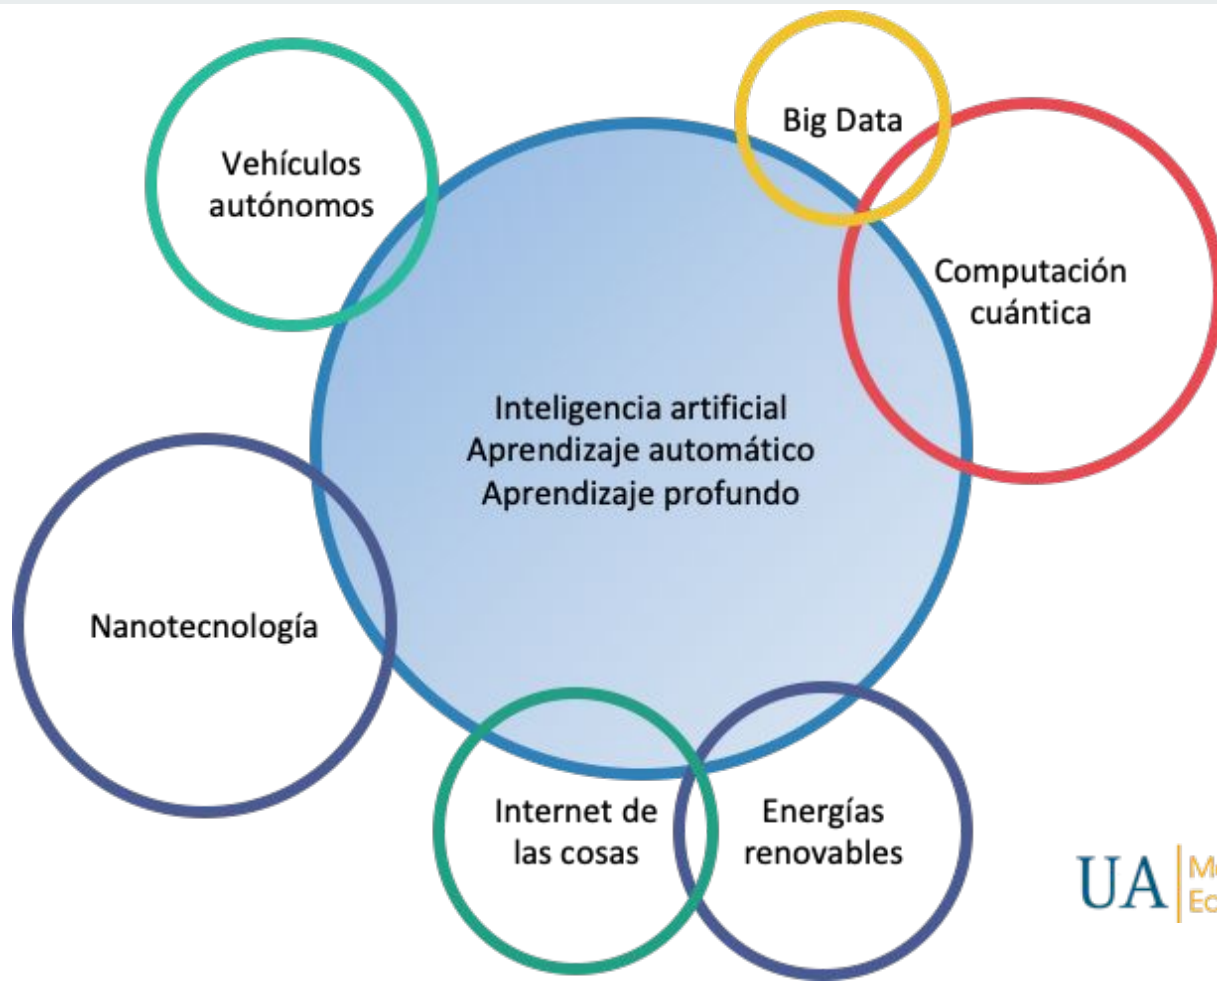 Big Data
Vehículos
autónomos
Computación
cuántica
Inteligencia artificial
Aprendizaje automático
Aprendizaje profundo
Nanotecnología
Internet de
las cosas
Energías
renovables
UA